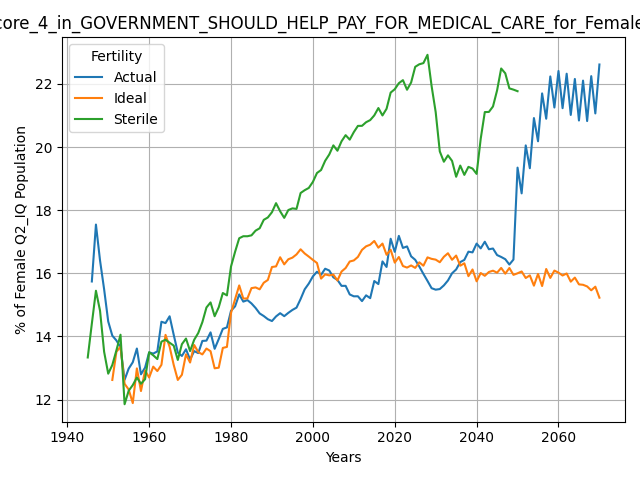 core_4_in_GOVERNMENT_SHOULD_HELP_PAY_FOR_MEDICAL_CARE_for_Female
Fertility
Actual
Ideal
Sterile
% of Female Q2_IQ Population
22
20
18
16
14
12
1940 1960 1980 2000 2020 2040 2060
Years